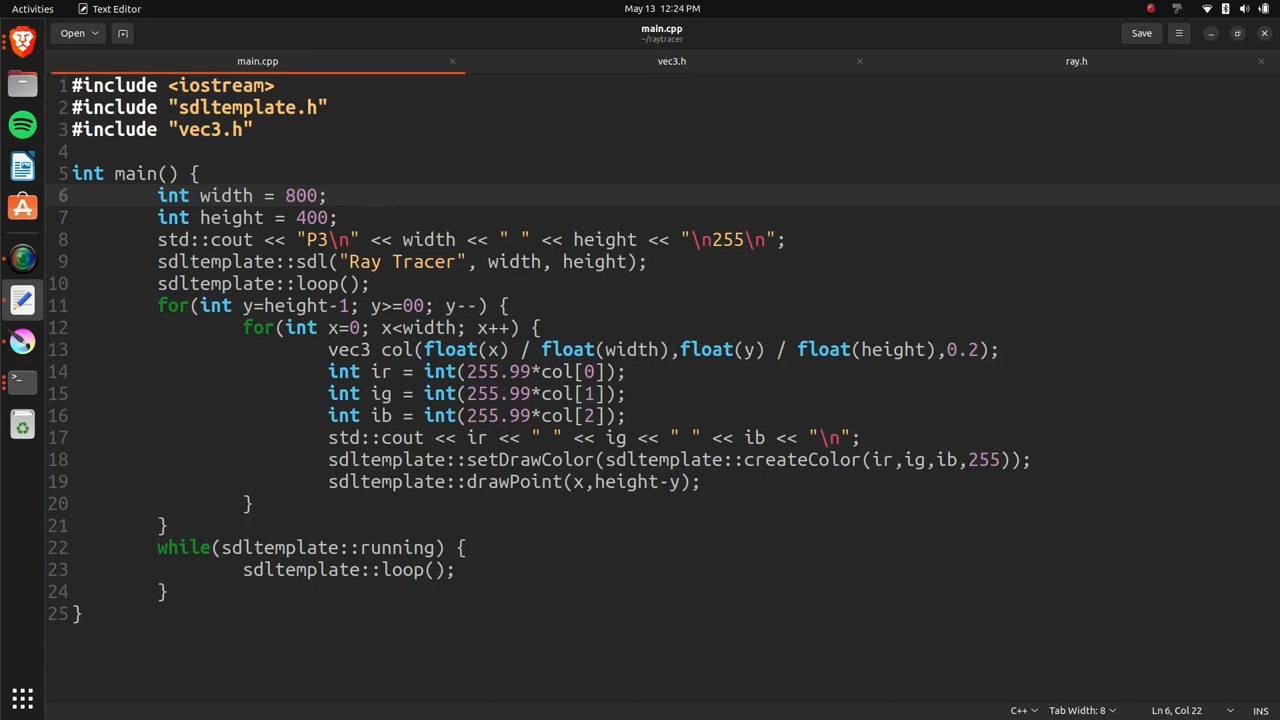 Activities Text Editor May 13 12:24 PM
Open main.cpp Save
~/raytracer
main.cpp vec3.h ray.h
1 #include <iostream>
2 #include "sdltemplate.h"
3 #include "vec3.h"
4
5 int main() {
6 int width = 800;
7 int height = 400;
8 std::cout << "P3\n" << width << " " << height << "\n255\n";
9 sdltemplate::sdl("Ray Tracer", width, height);
10 sdltemplate::loop();
11 for(int y=height-1; y>=00; y--) {
12 for(int x=0; x<width; x++) {
13 vec3 col(float(x) / float(width),float(y) / float(height),0.2);
14 int ir = int(255.99*col[0]);
15 int ig = int(255.99*col[1]);
16 int ib = int(255.99*col[2]);
17 std::cout << ir << " " << ig << " " << ib << "\n";
18 sdltemplate::setDrawColor(sdltemplate::createColor(ir,ig,ib,255));
19 sdltemplate::drawPoint(x,height-y);
20 }
21 }
22 while(sdltemplate::running) {
23 sdltemplate::loop();
24 }
25 }
C++ Tab Width: 8 Ln 6, Col 22 INS